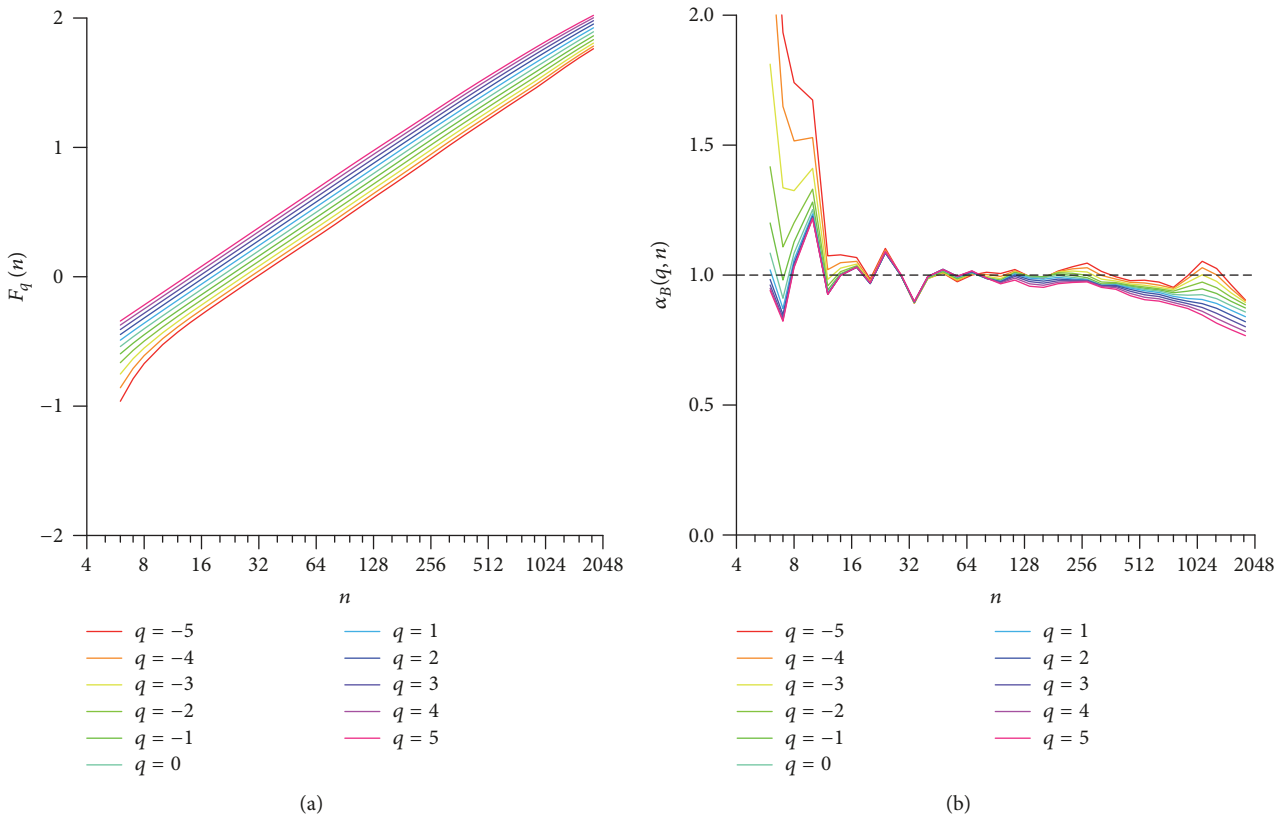 2
1
0
−1
−2
F_q (n)
4 8 16 32 64 128 256 512 1024 2048
n
q = −5
q = −4
q = −3
q = −2
q = −1
q = 0
q = 1
q = 2
q = 3
q = 4
q = 5
(a)
2.0
1.5
1.0
0.5
0.0
α_B(q, n)
4 8 16 32 64 128 256 512 1024 2048
n
q = −5
q = −4
q = −3
q = −2
q = −1
q = 0
q = 1
q = 2
q = 3
q = 4
q = 5
(b)